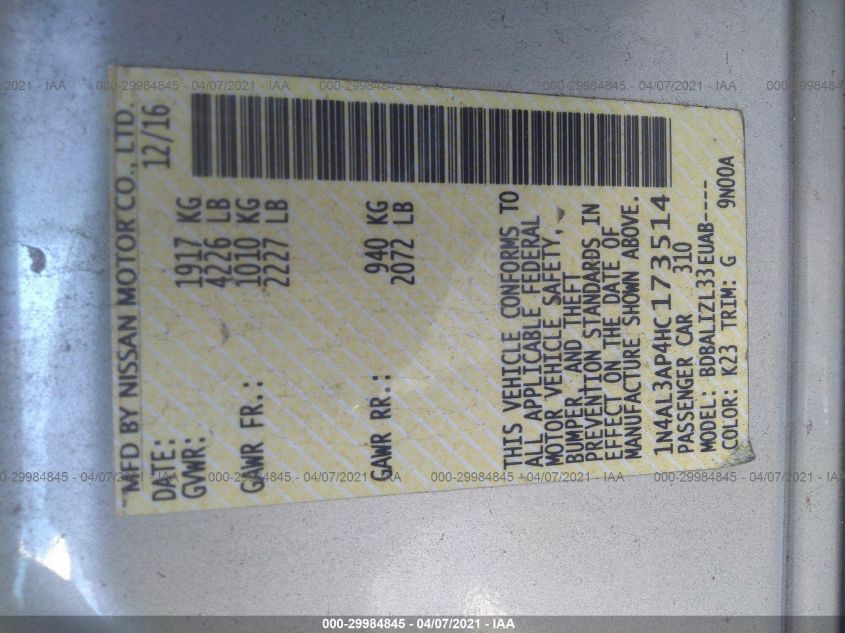 MFD BY NISSAN MOTOR CO., LTD.
DATE: 12/16
GVWR: 1917 KG
4226 LB
GAWR FR.: 1010 KG
2227 LB
GAWR RR.: 940 KG
2072 LB
THIS VEHICLE CONFORMS TO
ALL APPLICABLE FEDERAL
MOTOR VEHICLE SAFETY,
BUMPER, AND THEFT
PREVENTION STANDARDS IN
EFFECT ON THE DATE OF
MANUFACTURE SHOWN ABOVE.
1N4AL3AP4HC173514
PASSENGER CAR 310
MODEL: BDBALIZL33EUAB----
COLOR: K23 TRIM: G 9N00A
000-29984845 - 04/07/2021 - IAA